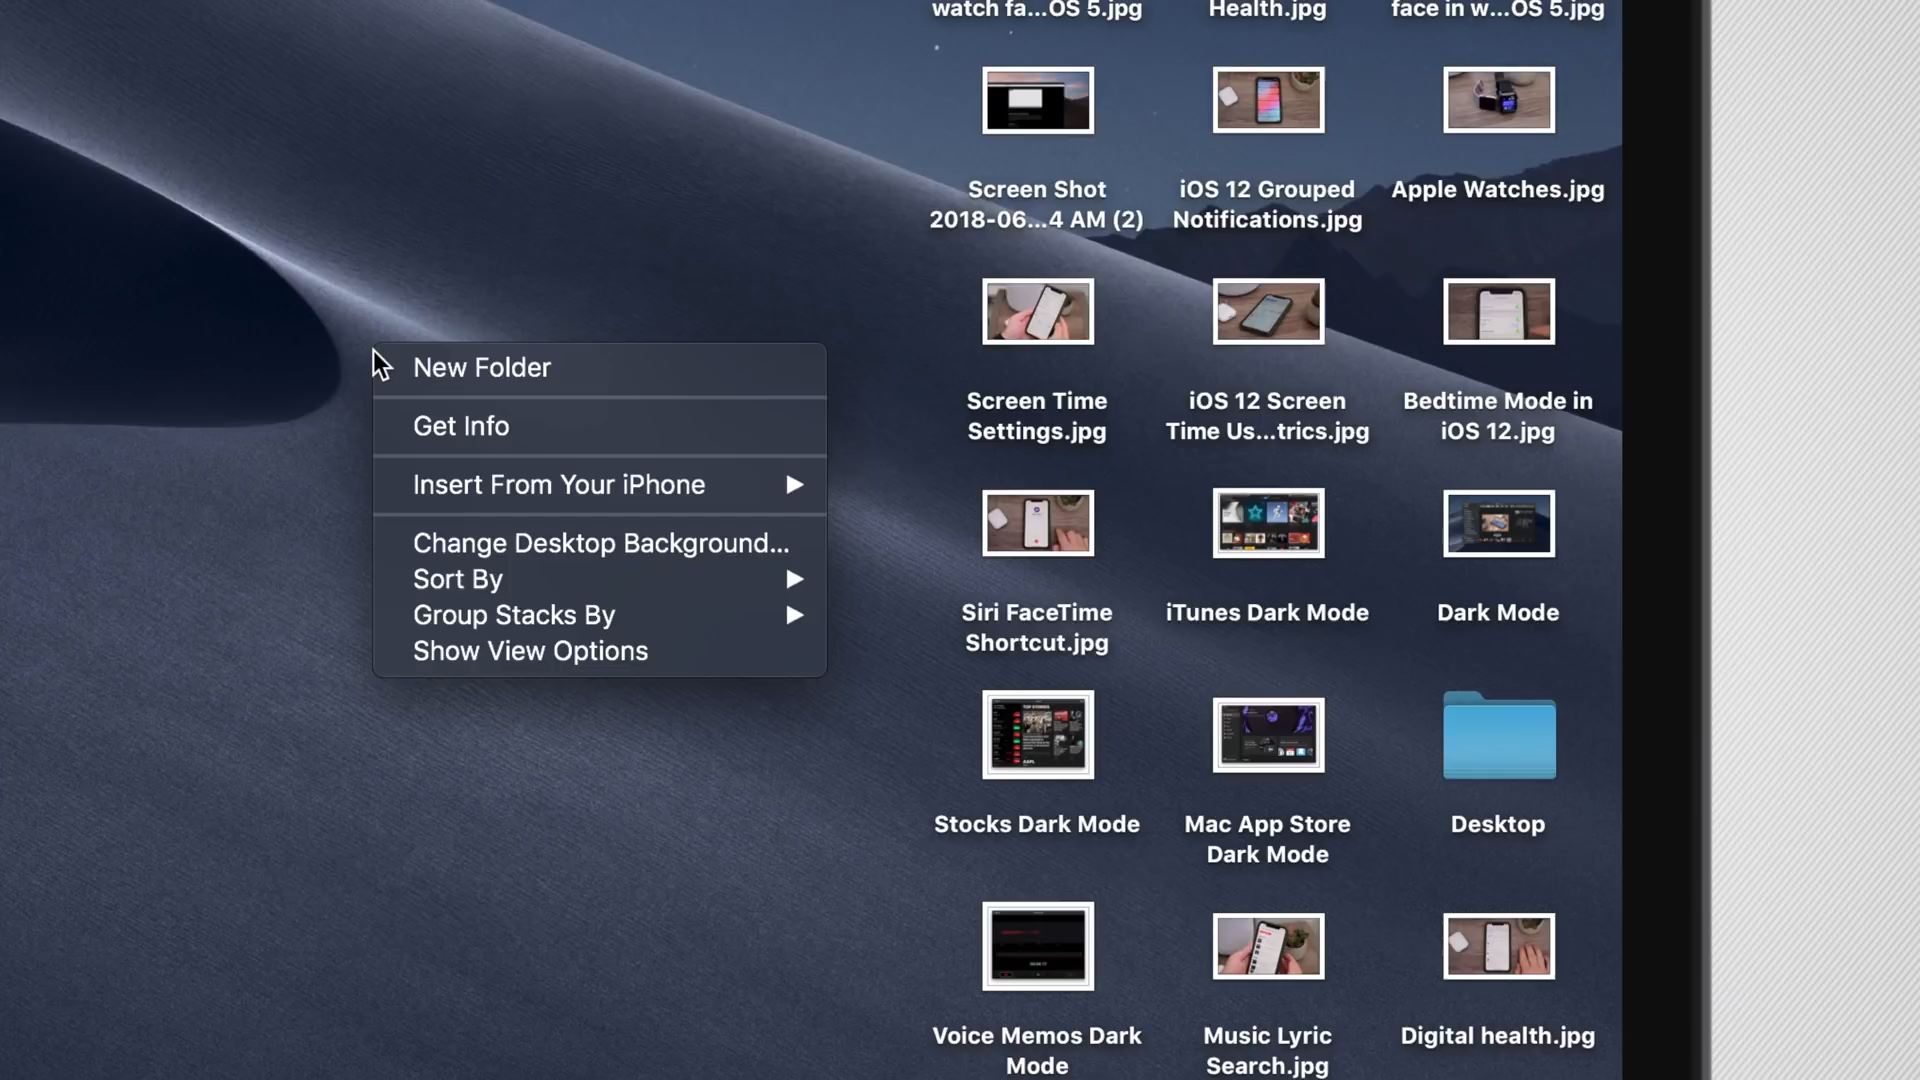 watch fa...OS 5.jpg
Health.jpg
face in w...OS 5.jpg
Screen Shot
2018-06...4 AM (2)
iOS 12 Grouped
Notifications.jpg
Apple Watches.jpg
New Folder
Get Info
Insert From Your iPhone
Change Desktop Background...
Sort By
Group Stacks By
Show View Options
Screen Time
Settings.jpg
iOS 12 Screen
Time Us...trics.jpg
Bedtime Mode in
iOS 12.jpg
Siri FaceTime
Shortcut.jpg
iTunes Dark Mode
Dark Mode
Stocks Dark Mode
Mac App Store
Dark Mode
Desktop
Voice Memos Dark
Mode
Music Lyric
Search.jpg
Digital health.jpg